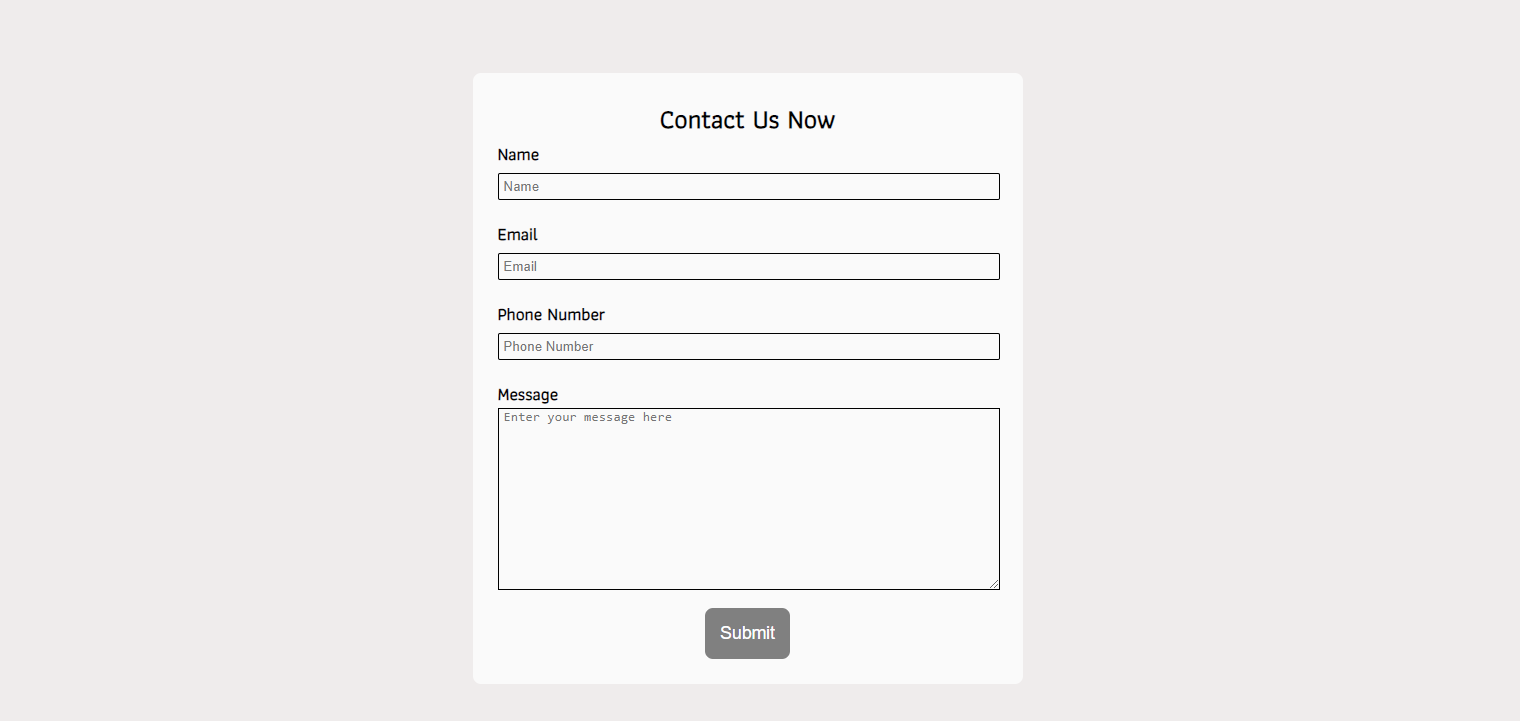 Contact Us Now
Name
Name
Email
Email
Phone Number
Phone Number
Message
Enter your message here
Submit